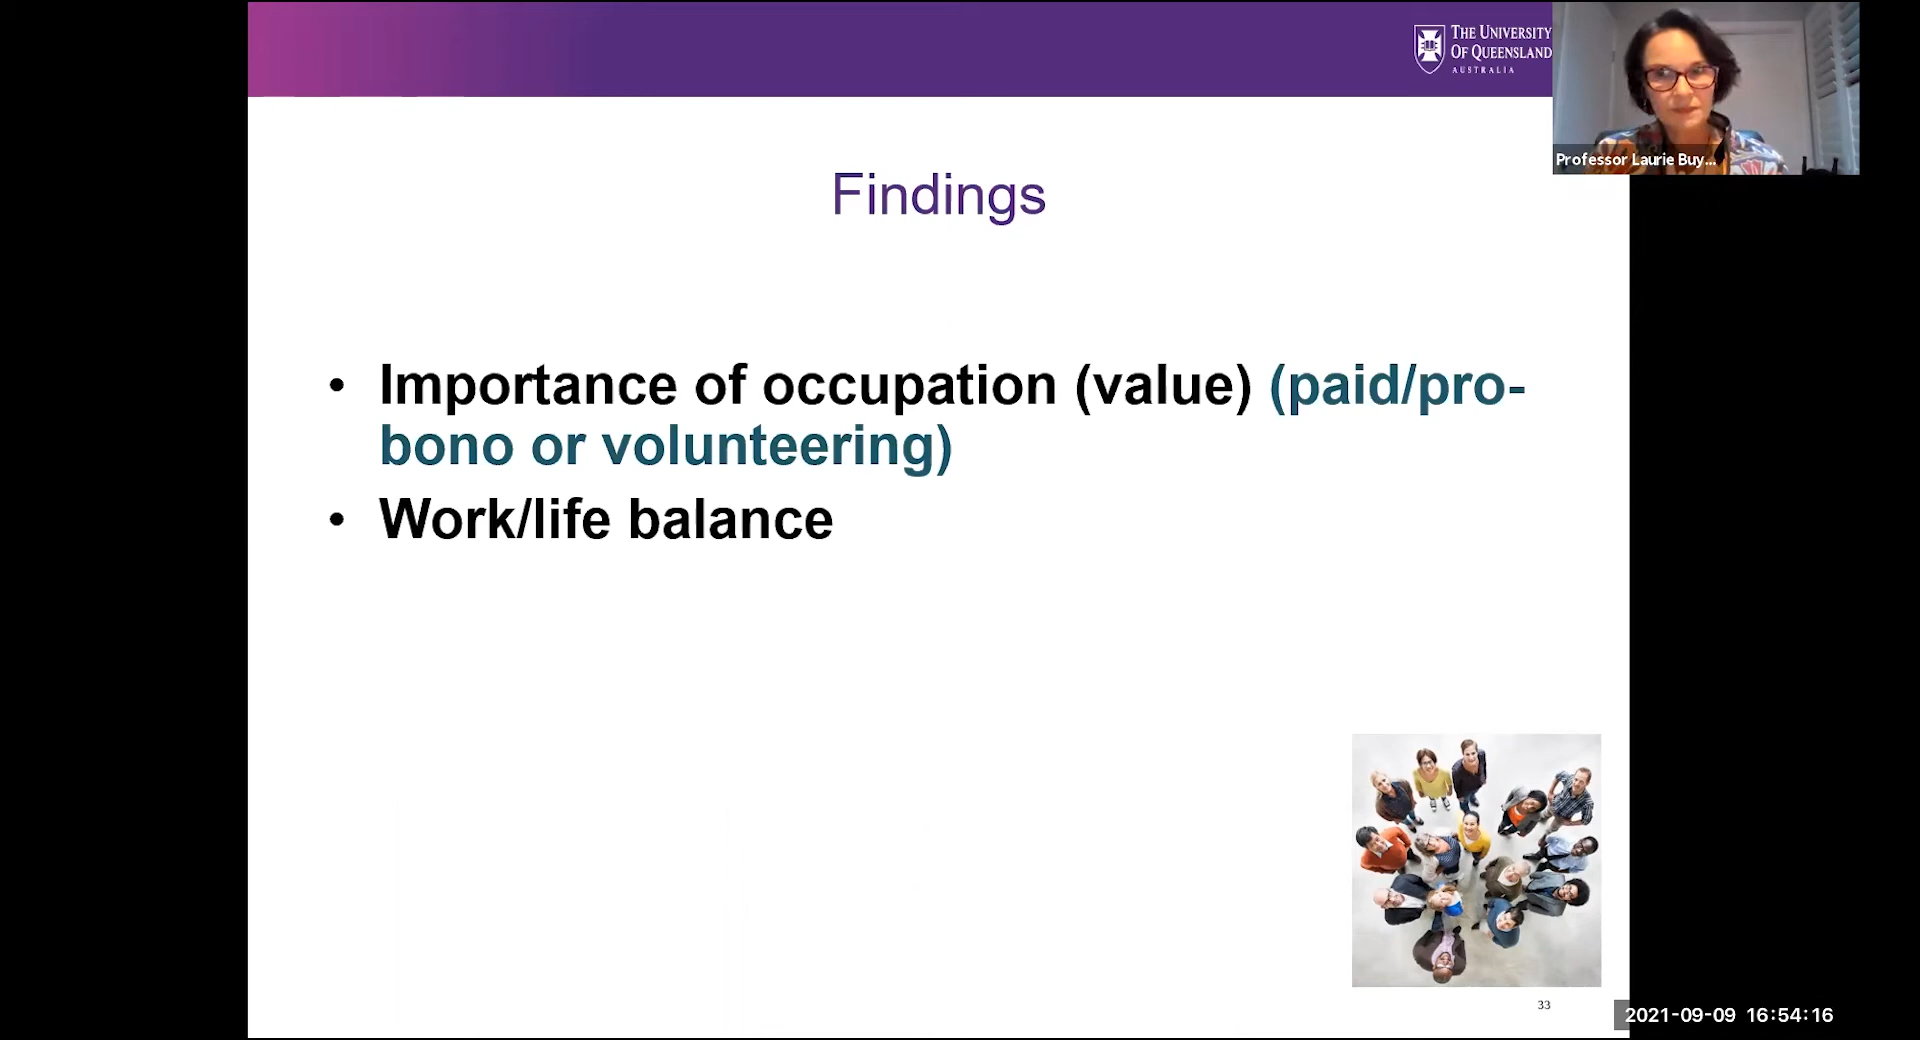 THE UNIVERSITY
OF QUEENSLAND
AUSTRALIA
Professor Laurie Buy...
Findings
• Importance of occupation (value) (paid/pro-
bono or volunteering)
• Work/life balance
33
2021-09-09 16:54:16